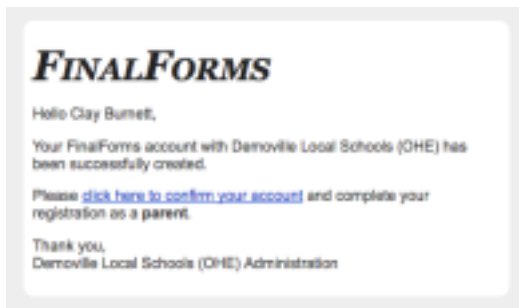 FINALFORMS
Hello Clay Burnett,
Your FinalForms account with Demoville Local Schools (OHE) has
been successfully created.
Please click here to confirm your account and complete your
registration as a parent.
Thank you,
Demoville Local Schools (OHE) Administration